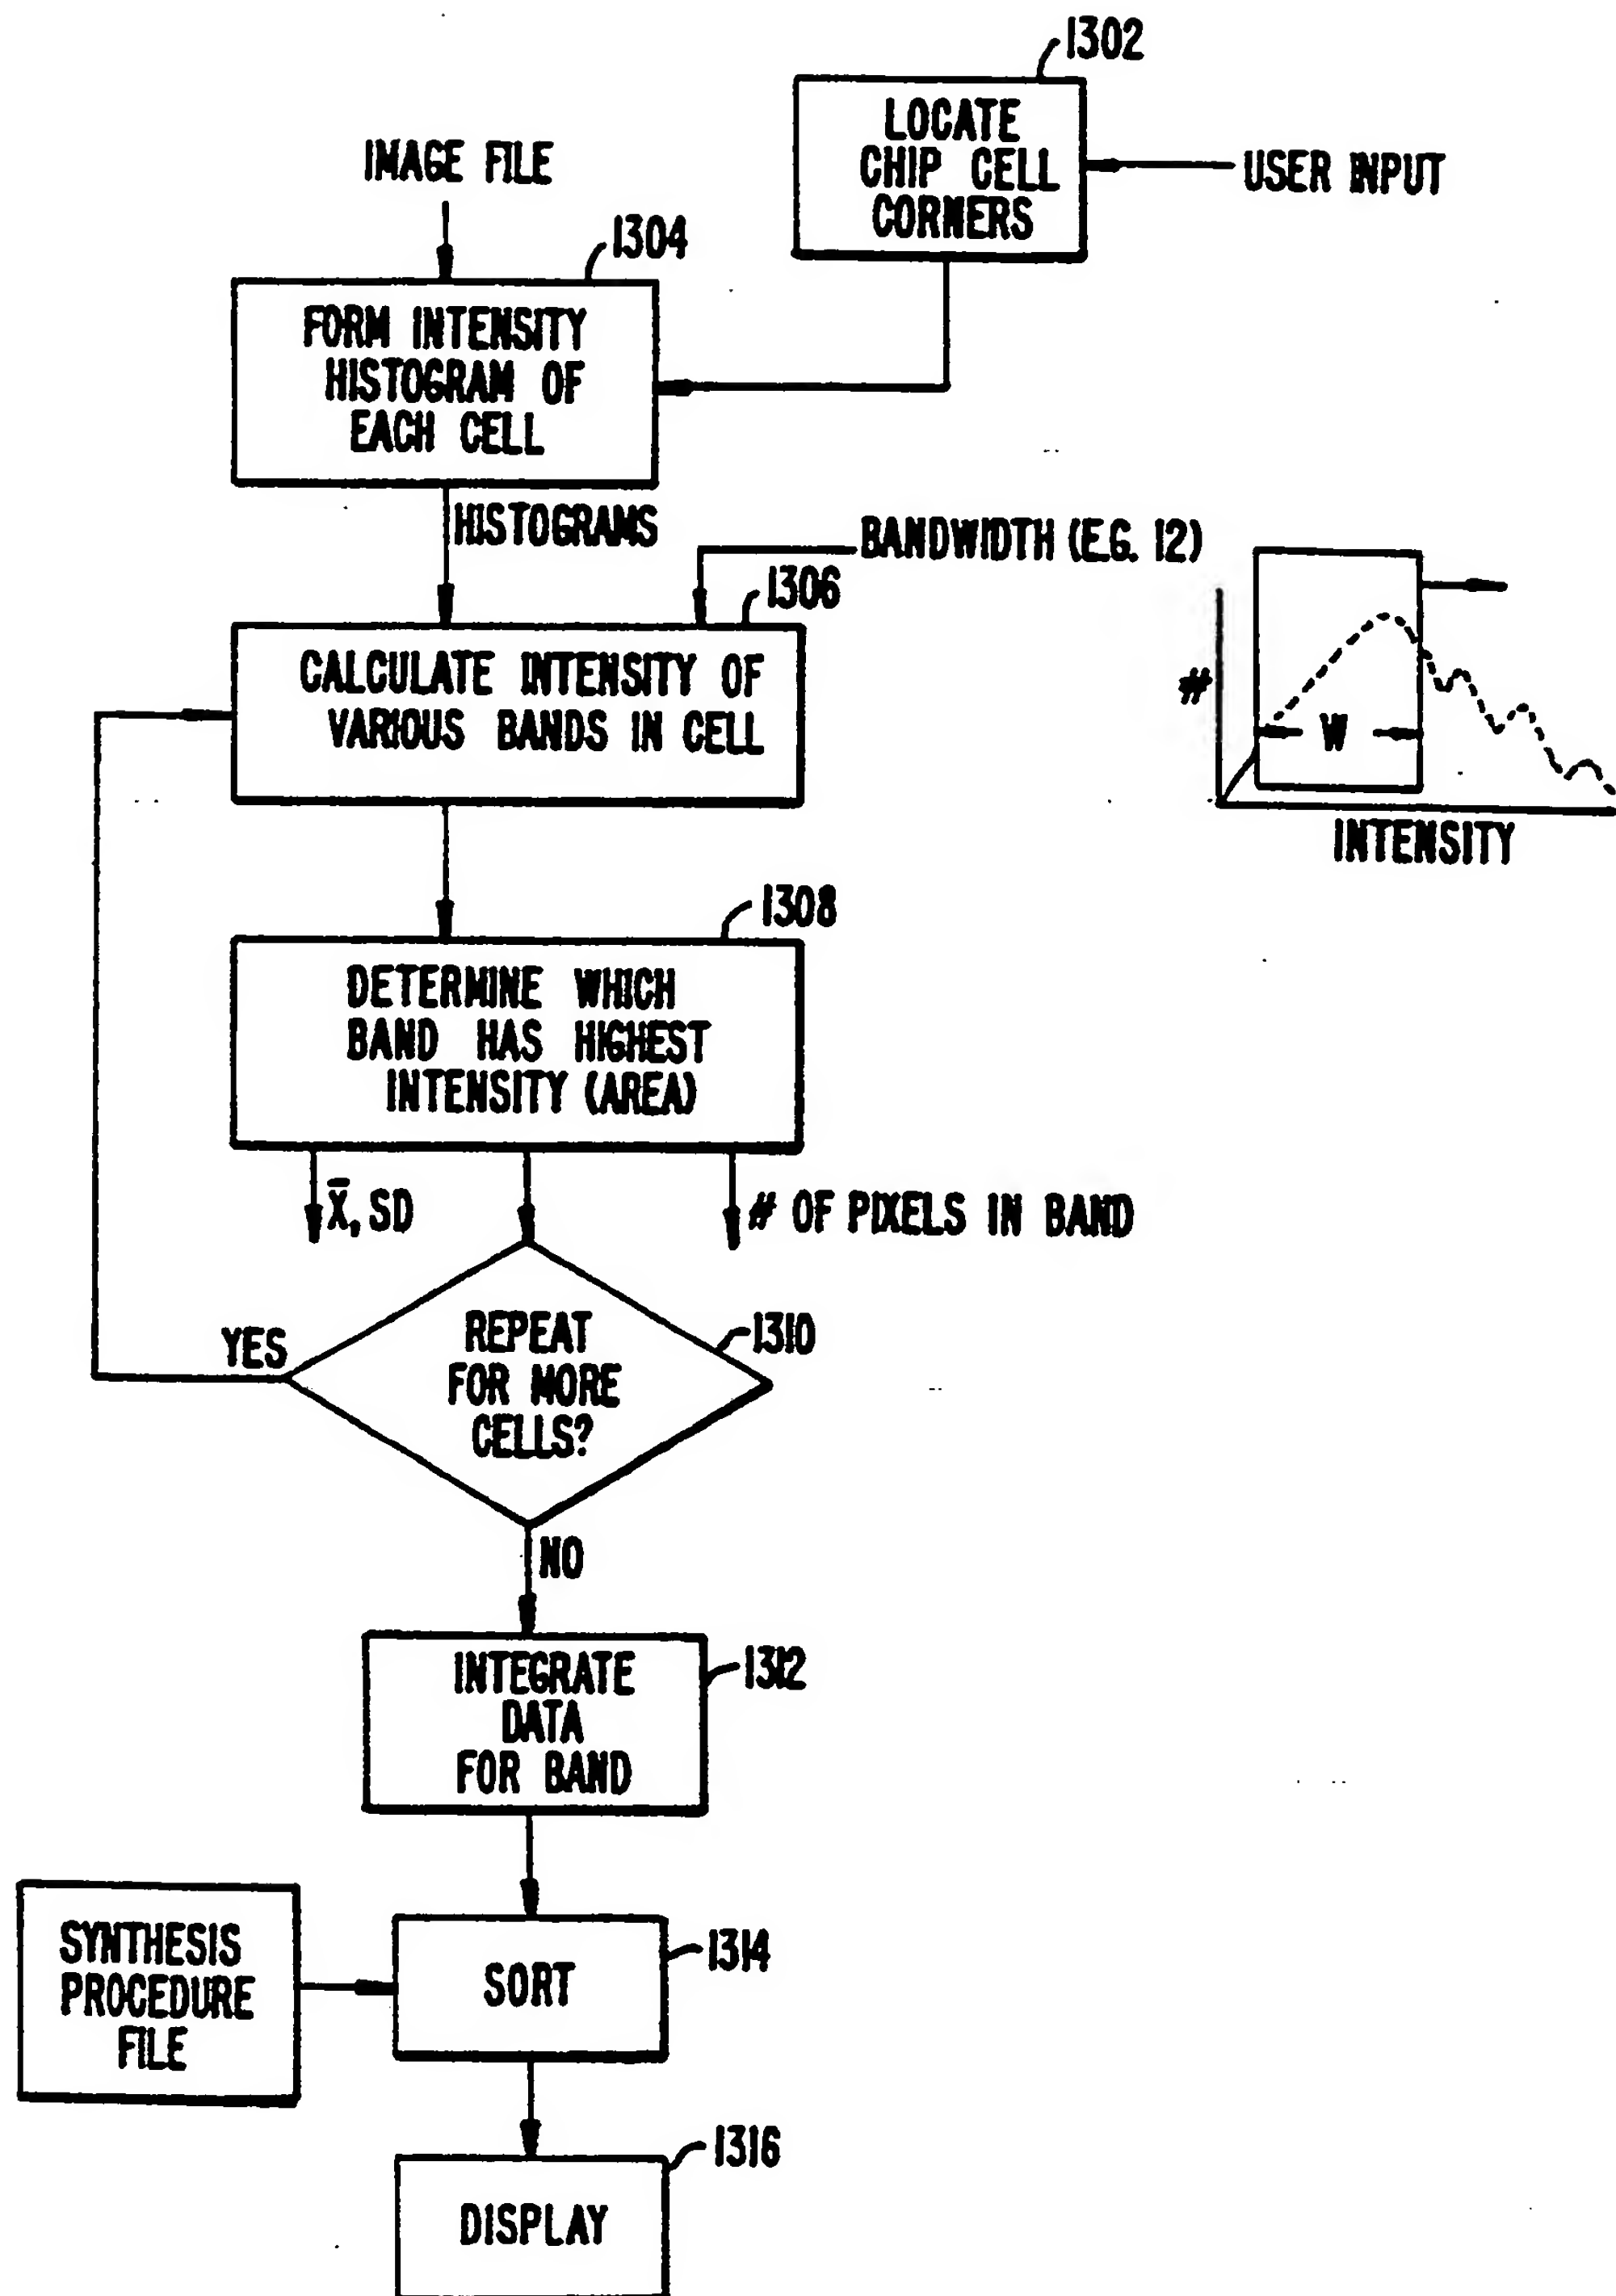 1302
LOCATE
CHIP CELL
CORNERS
USER INPUT
IMAGE FILE
1304
FORM INTENSITY
HISTOGRAM OF
EACH CELL
HISTOGRAMS
BANDWIDTH (E.G. 12)
1306
CALCULATE INTENSITY OF
VARIOUS BANDS IN CELL
#
W
INTENSITY
1308
DETERMINE WHICH
BAND HAS HIGHEST
INTENSITY (AREA)
X̄, SD
# OF PIXELS IN BAND
REPEAT
FOR MORE
CELLS?
1310
YES
NO
1312
INTEGRATE
DATA
FOR BAND
SYNTHESIS
PROCEDURE
FILE
1314
SORT
1316
DISPLAY